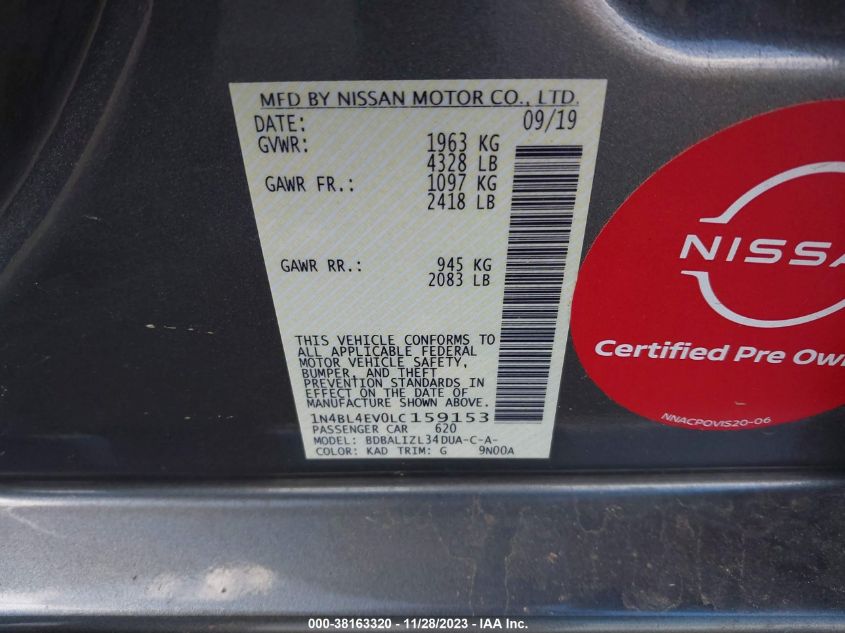 MFD BY NISSAN MOTOR CO., LTD.
DATE: 09/19
GVWR: 1963 KG
4328 LB
GAWR FR.: 1097 KG
2418 LB
GAWR RR.: 945 KG
2083 LB
THIS VEHICLE CONFORMS TO
ALL APPLICABLE FEDERAL
MOTOR VEHICLE SAFETY,
BUMPER, AND THEFT
PREVENTION STANDARDS IN
EFFECT ON THE DATE OF
MANUFACTURE SHOWN ABOVE.
1N4BL4EV0LC159153
PASSENGER CAR 620
MODEL: BDBALIZL34DUA-C-A-
COLOR: KAD TRIM: G 9N00A
NISSA
Certified Pre Own
NNACPOVIS20-06
000-38163320 - 11/28/2023 - IAA Inc.